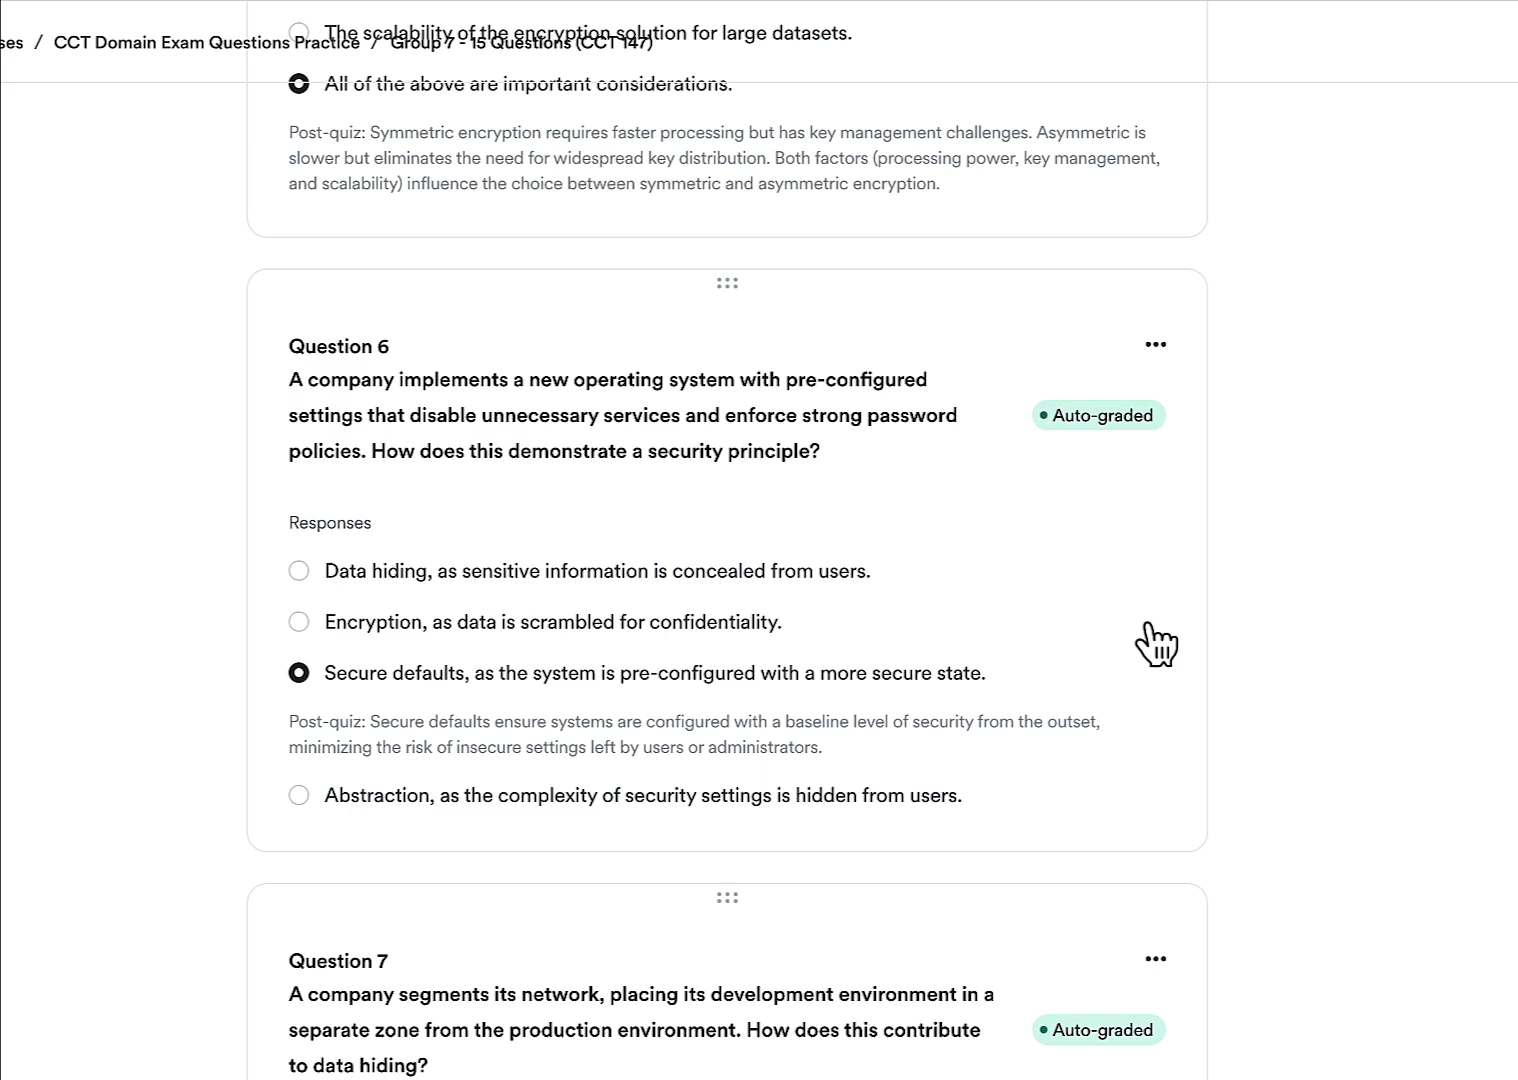 The scalability of the encryption solution for large datasets.
ses / CCT Domain Exam Questions Practice / Group 7 - 15 Questions (CCT 147)
All of the above are important considerations.
Post-quiz: Symmetric encryption requires faster processing but has key management challenges. Asymmetric is
slower but eliminates the need for widespread key distribution. Both factors (processing power, key management,
and scalability) influence the choice between symmetric and asymmetric encryption.
Question 6
A company implements a new operating system with pre-configured
settings that disable unnecessary services and enforce strong password
policies. How does this demonstrate a security principle?
Auto-graded
Responses
Data hiding, as sensitive information is concealed from users.
Encryption, as data is scrambled for confidentiality.
Secure defaults, as the system is pre-configured with a more secure state.
Post-quiz: Secure defaults ensure systems are configured with a baseline level of security from the outset,
minimizing the risk of insecure settings left by users or administrators.
Abstraction, as the complexity of security settings is hidden from users.
Question 7
A company segments its network, placing its development environment in a
separate zone from the production environment. How does this contribute
to data hiding?
Auto-graded